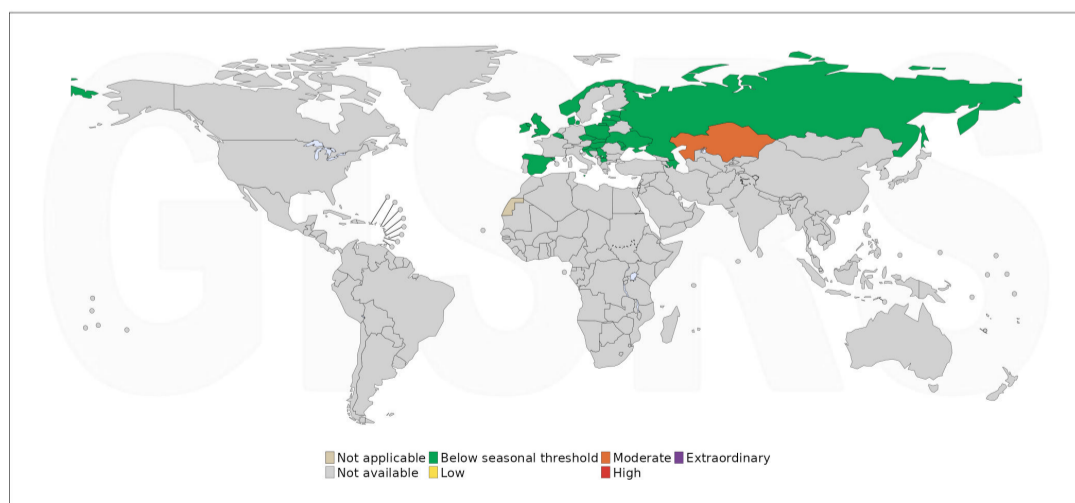 GISRS
Not applicable Below seasonal threshold Moderate Extraordinary
Not available Low High